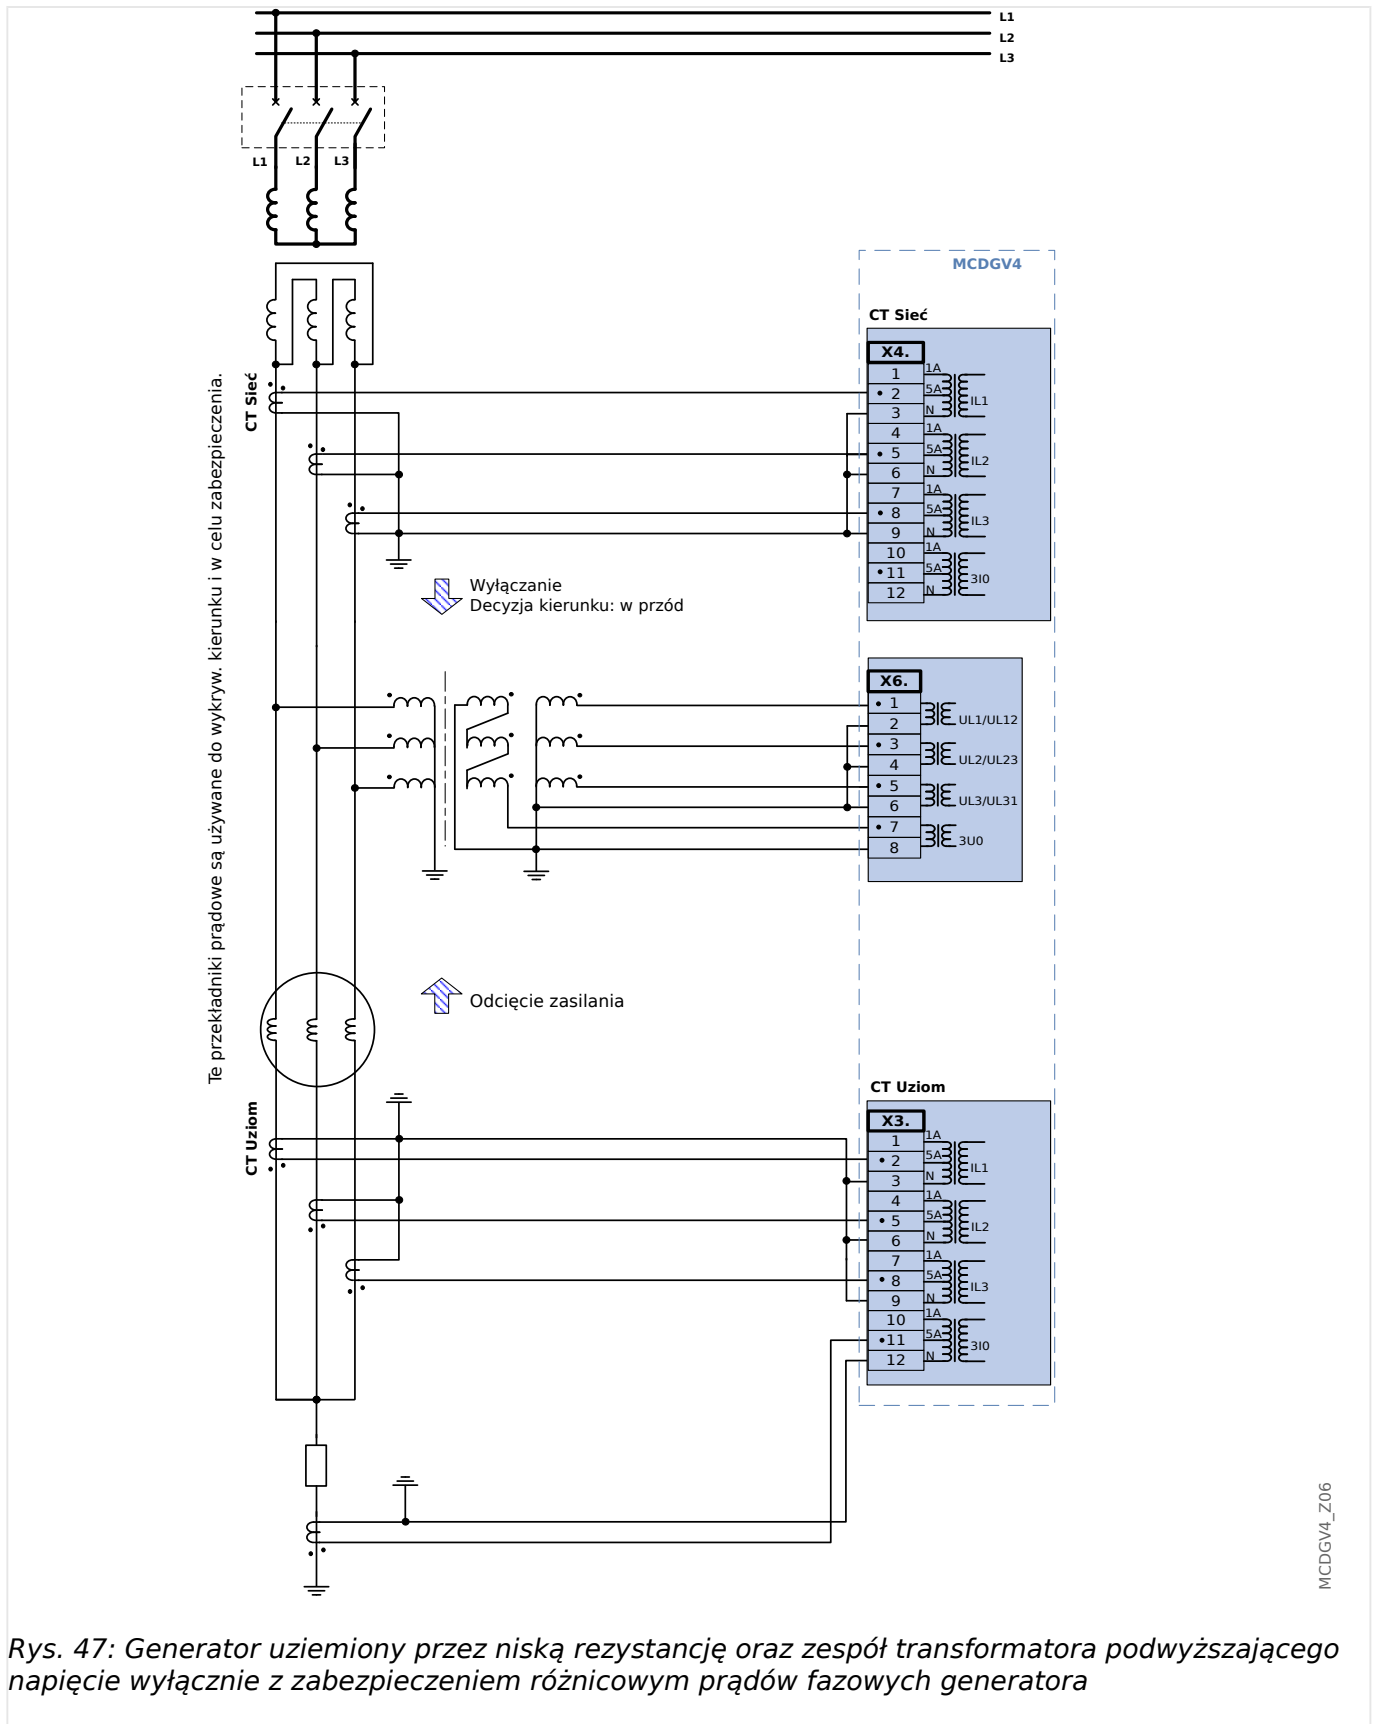 L1
L2
L3
L1 L2 L3
MCDGV4
CT Sieć
X4.
1 1A
• 2 5A IL1
3 N
4 1A
• 5 5A IL2
6 N
7 1A
• 8 5A IL3
9 N
10 1A
•11 5A 3I0
12 N
CT Sieć
Te przekładniki prądowe są używane do wykryw. kierunku i w celu zabezpieczenia.
Wyłączanie
Decyzja kierunku: w przód
X6.
• 1
2 UL1/UL12
• 3
4 UL2/UL23
• 5
6 UL3/UL31
• 7
8 3U0
Odcięcie zasilania
CT Uziom
CT Uziom
X3.
1 1A
• 2 5A IL1
3 N
4 1A
• 5 5A IL2
6 N
7 1A
• 8 5A IL3
9 N
10 1A
•11 5A 3I0
12 N
MCDGV4_Z06
Rys. 47: Generator uziemiony przez niską rezystancję oraz zespół transformatora podwyższającego
napięcie wyłącznie z zabezpieczeniem różnicowym prądów fazowych generatora